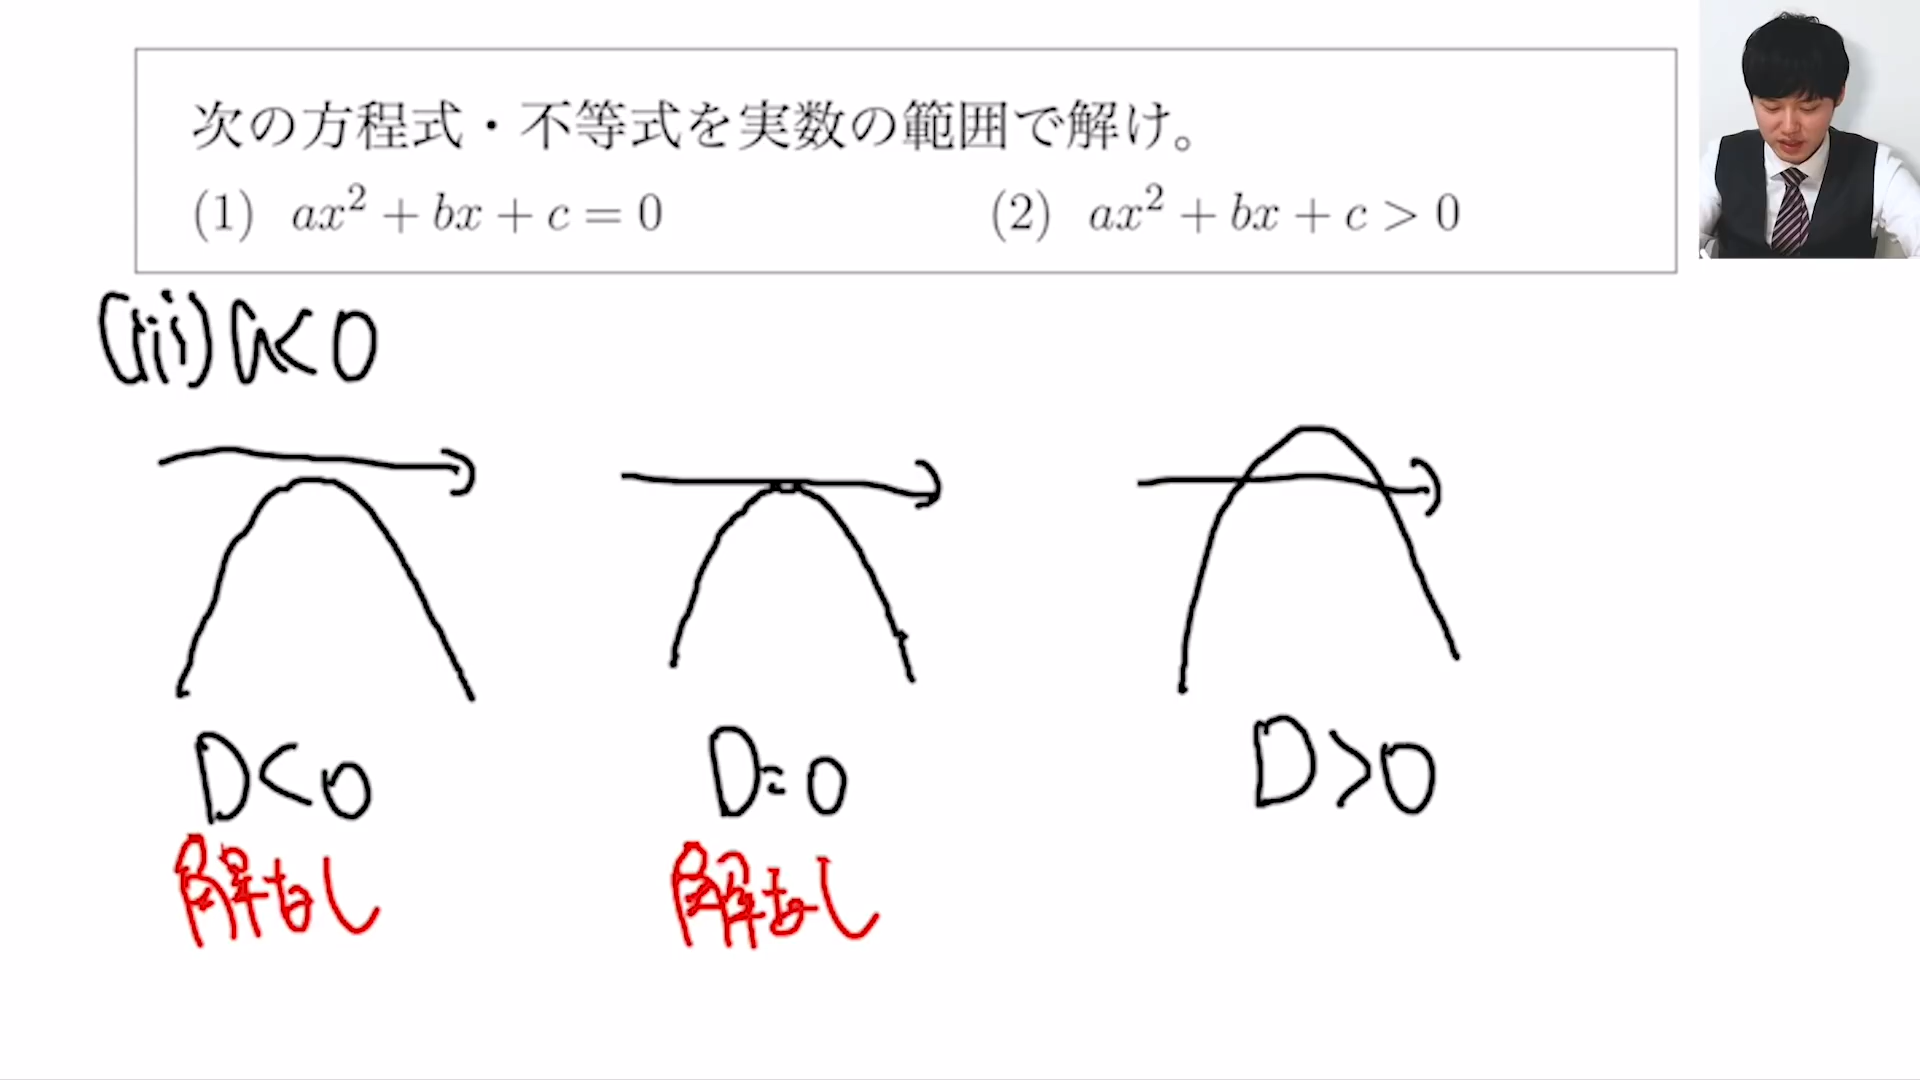 次の方程式・不等式を実数の範囲で解け。
(1) ax² + bx + c = 0 (2) ax² + bx + c > 0
(iii) a<0
D<0 D=0 D>0
解なし 解なし